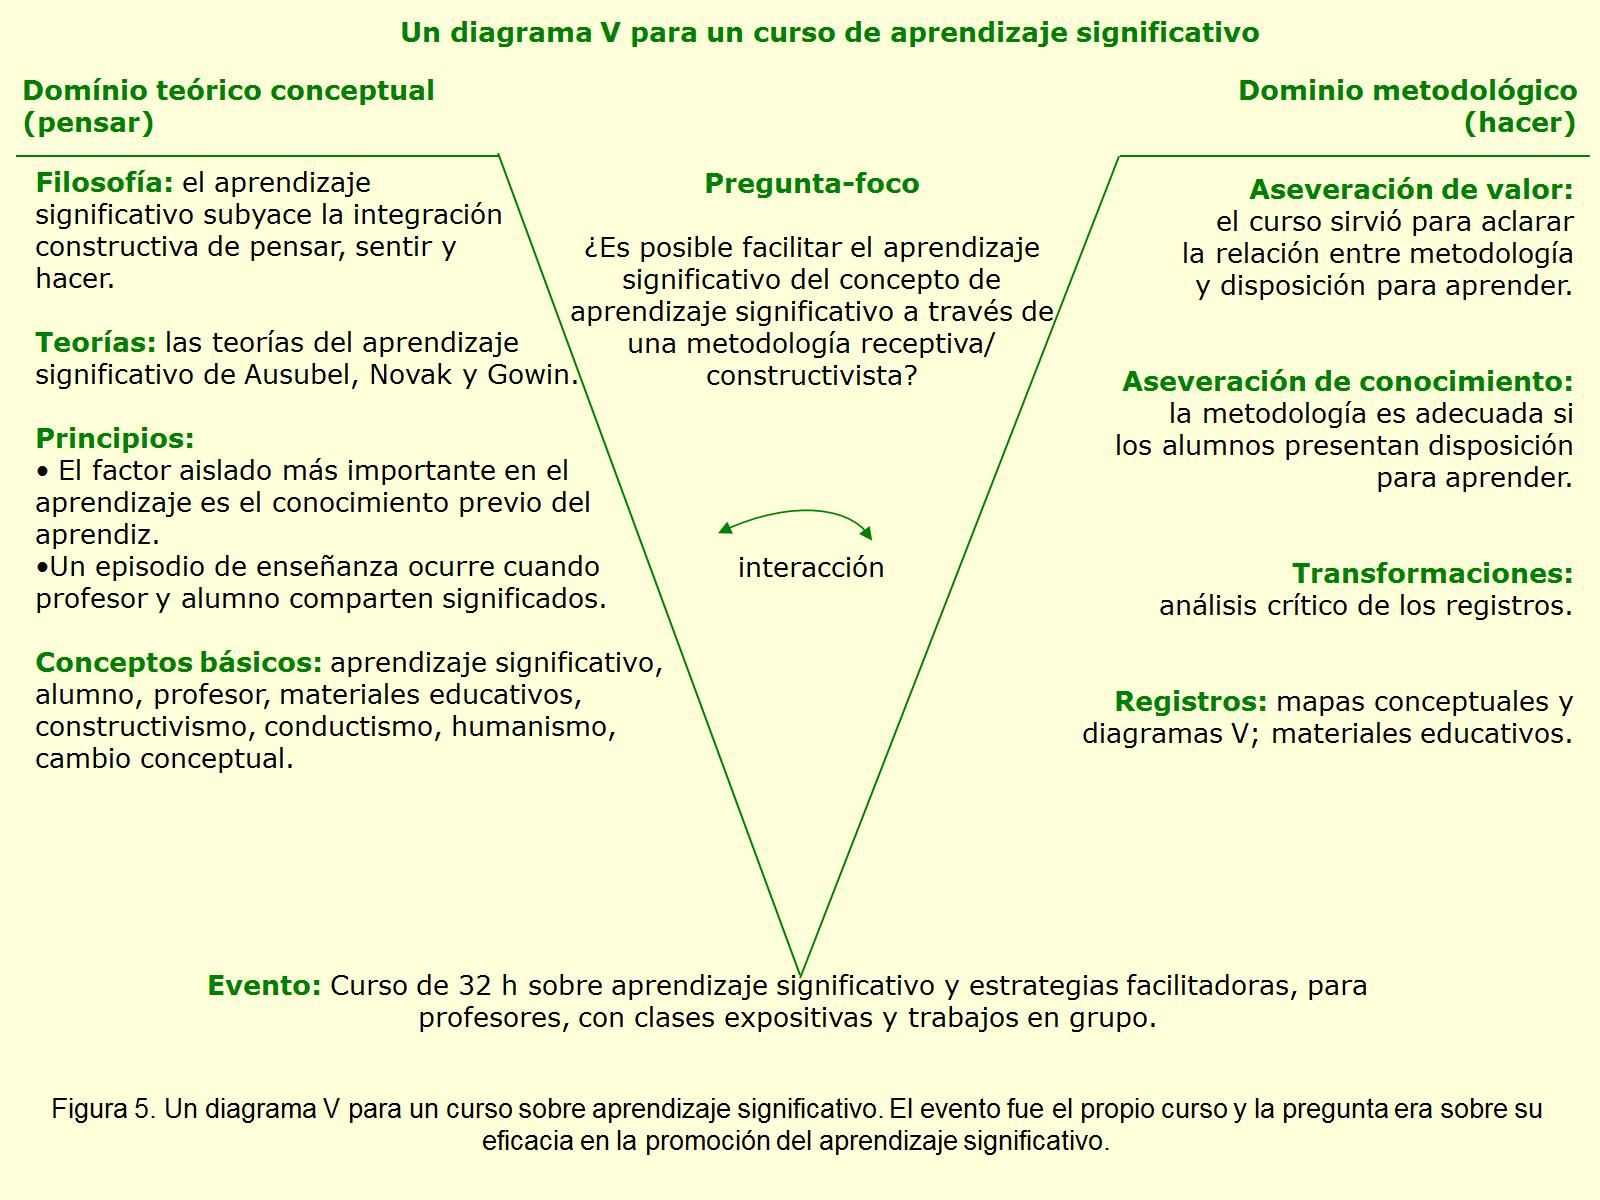 Un diagrama V para un curso de aprendizaje significativo
Domínio teórico conceptual
(pensar)
Filosofía: el aprendizaje
significativo subyace la integración
constructiva de pensar, sentir y
hacer.
Teorías: las teorías del aprendizaje
significativo de Ausubel, Novak y Gowin.
Principios:
• El factor aislado más importante en el
aprendizaje es el conocimiento previo del
aprendiz.
•Un episodio de enseñanza ocurre cuando
profesor y alumno comparten significados.
Conceptos básicos: aprendizaje significativo,
alumno, profesor, materiales educativos,
constructivismo, conductismo, humanismo,
cambio conceptual.
Pregunta-foco
¿Es posible facilitar el aprendizaje
significativo del concepto de
aprendizaje significativo a través de
una metodología receptiva/
constructivista?
interacción
Dominio metodológico
(hacer)
Aseveración de valor:
el curso sirvió para aclarar
la relación entre metodología
y disposición para aprender.
Aseveración de conocimiento:
la metodología es adecuada si
los alumnos presentan disposición
para aprender.
Transformaciones:
análisis crítico de los registros.
Registros: mapas conceptuales y
diagramas V; materiales educativos.
Evento: Curso de 32 h sobre aprendizaje significativo y estrategias facilitadoras, para
profesores, con clases expositivas y trabajos en grupo.
Figura 5. Un diagrama V para un curso sobre aprendizaje significativo. El evento fue el propio curso y la pregunta era sobre su
eficacia en la promoción del aprendizaje significativo.